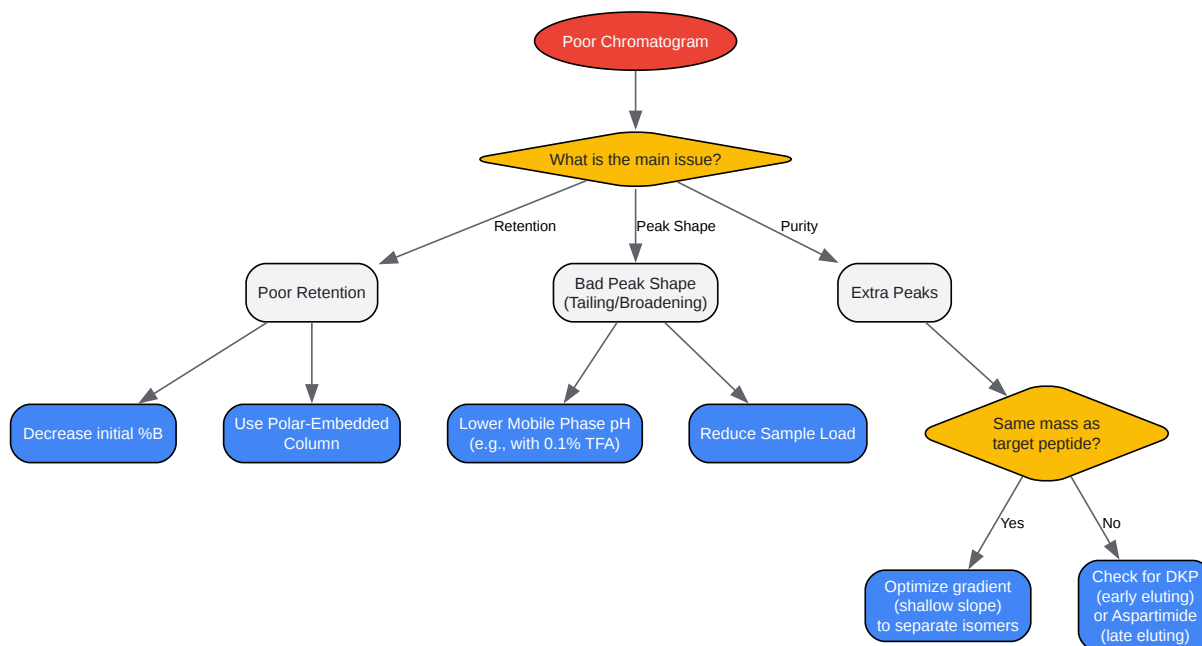 Poor Chromatogram
What is the main issue?
Retention
Peak Shape
Purity
Poor Retention
Bad Peak Shape
(Tailing/Broadening)
Extra Peaks
Decrease initial %B
Use Polar-Embedded
Column
Lower Mobile Phase pH
(e.g., with 0.1% TFA)
Reduce Sample Load
Same mass as
target peptide?
Yes
No
Optimize gradient
(shallow slope)
to separate isomers
Check for DKP
(early eluting)
or Aspartimide
(late eluting)